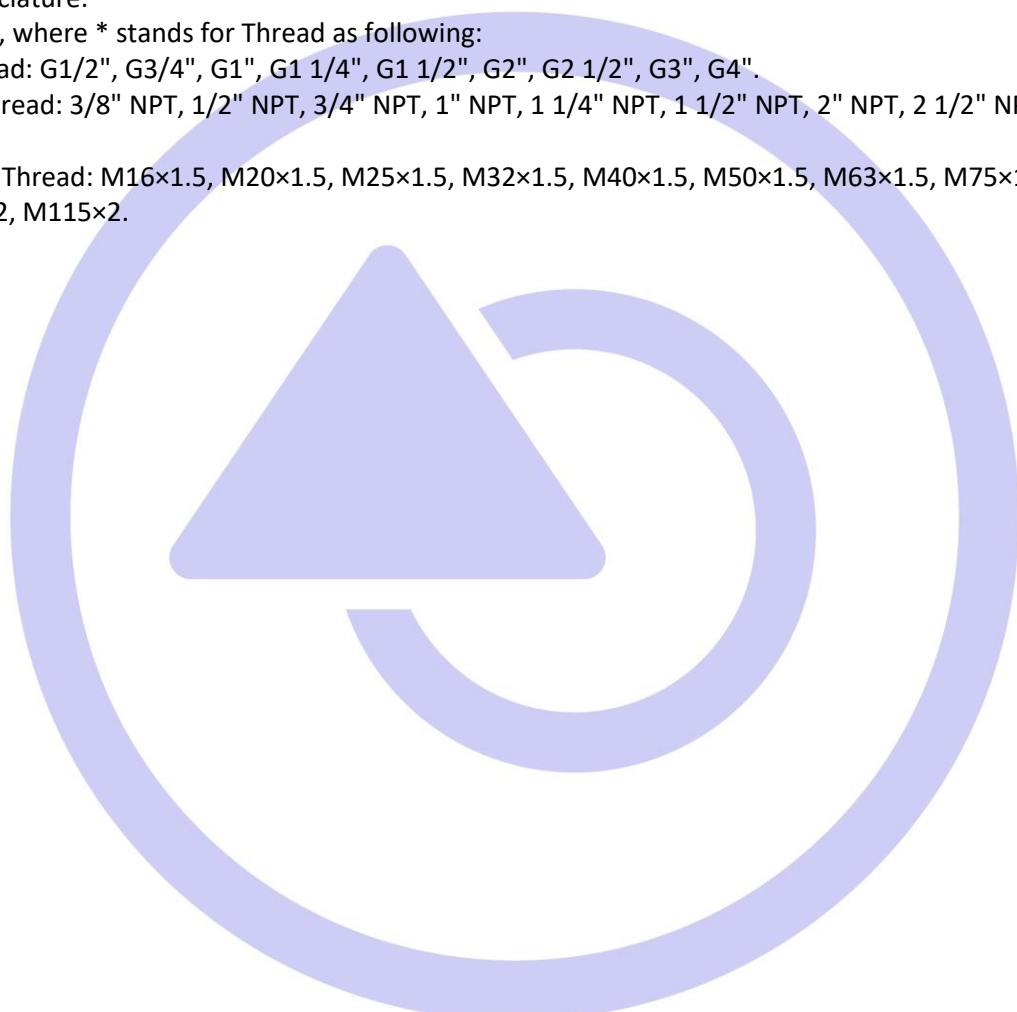 clature:
, where * stands for Thread as following:
ad: G1/2", G3/4", G1", G1 1/4", G1 1/2", G2", G2 1/2", G3", G4".
read: 3/8" NPT, 1/2" NPT, 3/4" NPT, 1" NPT, 1 1/4" NPT, 1 1/2" NPT, 2" NPT, 2 1/2" NP
Thread: M16×1.5, M20×1.5, M25×1.5, M32×1.5, M40×1.5, M50×1.5, M63×1.5, M75×1
2, M115×2.